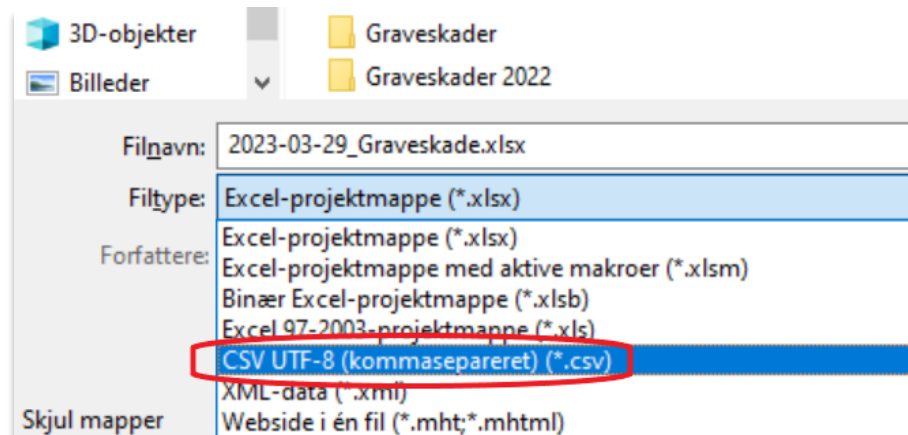 3D-objekter
Graveskader
Billeder
Graveskader 2022
Filnavn: 2023-03-29_Graveskade.xlsx
Filtype: Excel-projektmappe (*.xlsx)
Forfattere:
Excel-projektmappe (*.xlsx)
Excel-projektmappe med aktive makroer (*.xlsm)
Binær Excel-projektmappe (*.xlsb)
Excel 97-2003-projektmappe (*.xls)
CSV UTF-8 (kommasepareret) (*.csv)
XML-data (*.xml)
Skjul mapper
Webside i én fil (*.mht;*.mhtml)